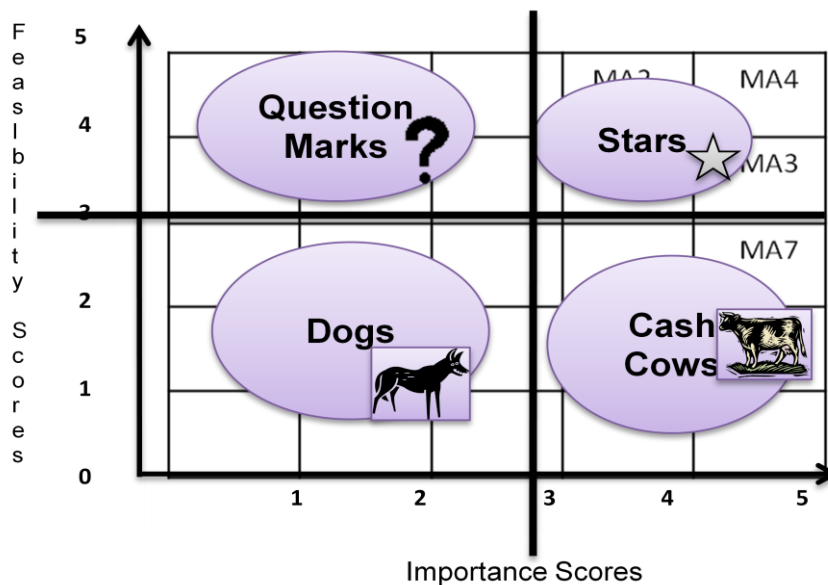 FeasIbility Scores
5
4
3
2
1
0
Question
Marks
?
Stars
MA4
MA3
Dogs
MA7
Cash
Cows
1
2
3
4
5
Importance Scores